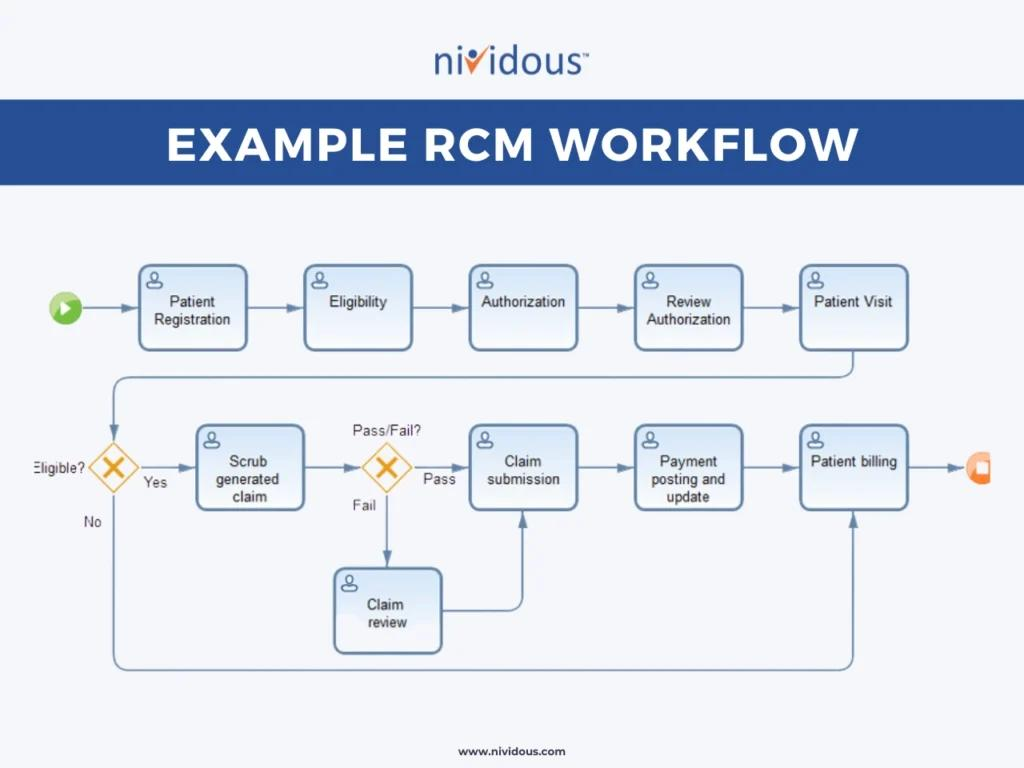 nividous™
EXAMPLE RCM WORKFLOW
Patient
Registration
Eligibility
Authorization
Review
Authorization
Patient Visit
Eligible?
Yes
No
Scrub
generated
claim
Pass/Fail?
Pass
Fail
Claim
submission
Payment
posting and
update
Patient billing
Claim
review
www.nividous.com